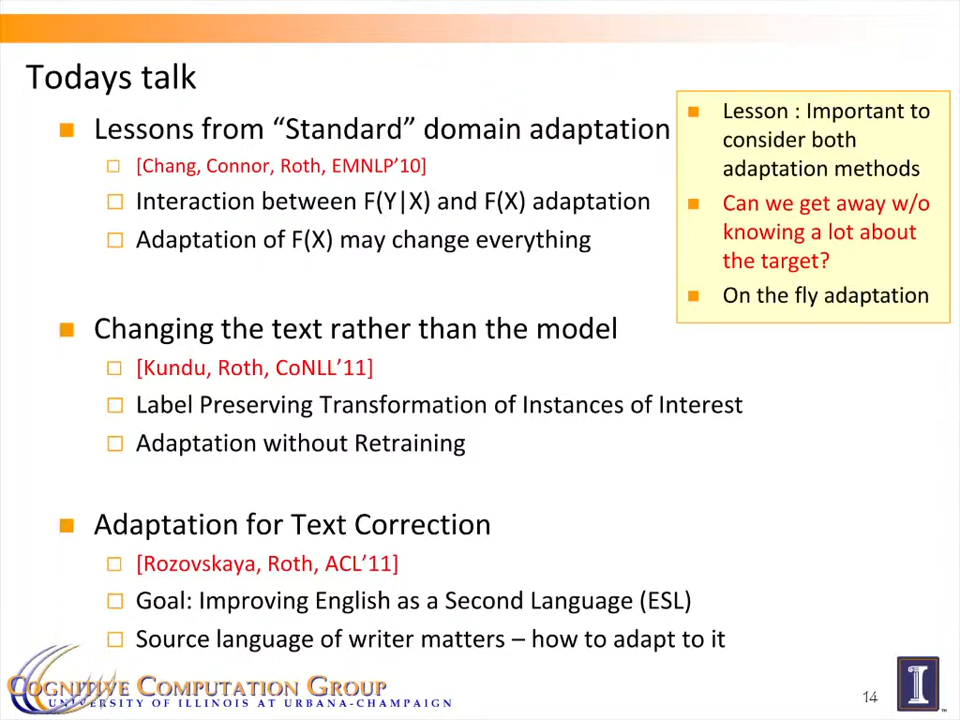 Todays talk
Lessons from “Standard” domain adaptation
[Chang, Connor, Roth, EMNLP’10]
Interaction between F(Y|X) and F(X) adaptation
Adaptation of F(X) may change everything
Lesson : Important to
consider both
adaptation methods
Can we get away w/o
knowing a lot about
the target?
On the fly adaptation
Changing the text rather than the model
[Kundu, Roth, CoNLL’11]
Label Preserving Transformation of Instances of Interest
Adaptation without Retraining
Adaptation for Text Correction
[Rozovskaya, Roth, ACL’11]
Goal: Improving English as a Second Language (ESL)
Source language of writer matters – how to adapt to it
COGNITIVE COMPUTATION GROUP
UNIVERSITY OF ILLINOIS AT URBANA-CHAMPAIGN
14
I
™